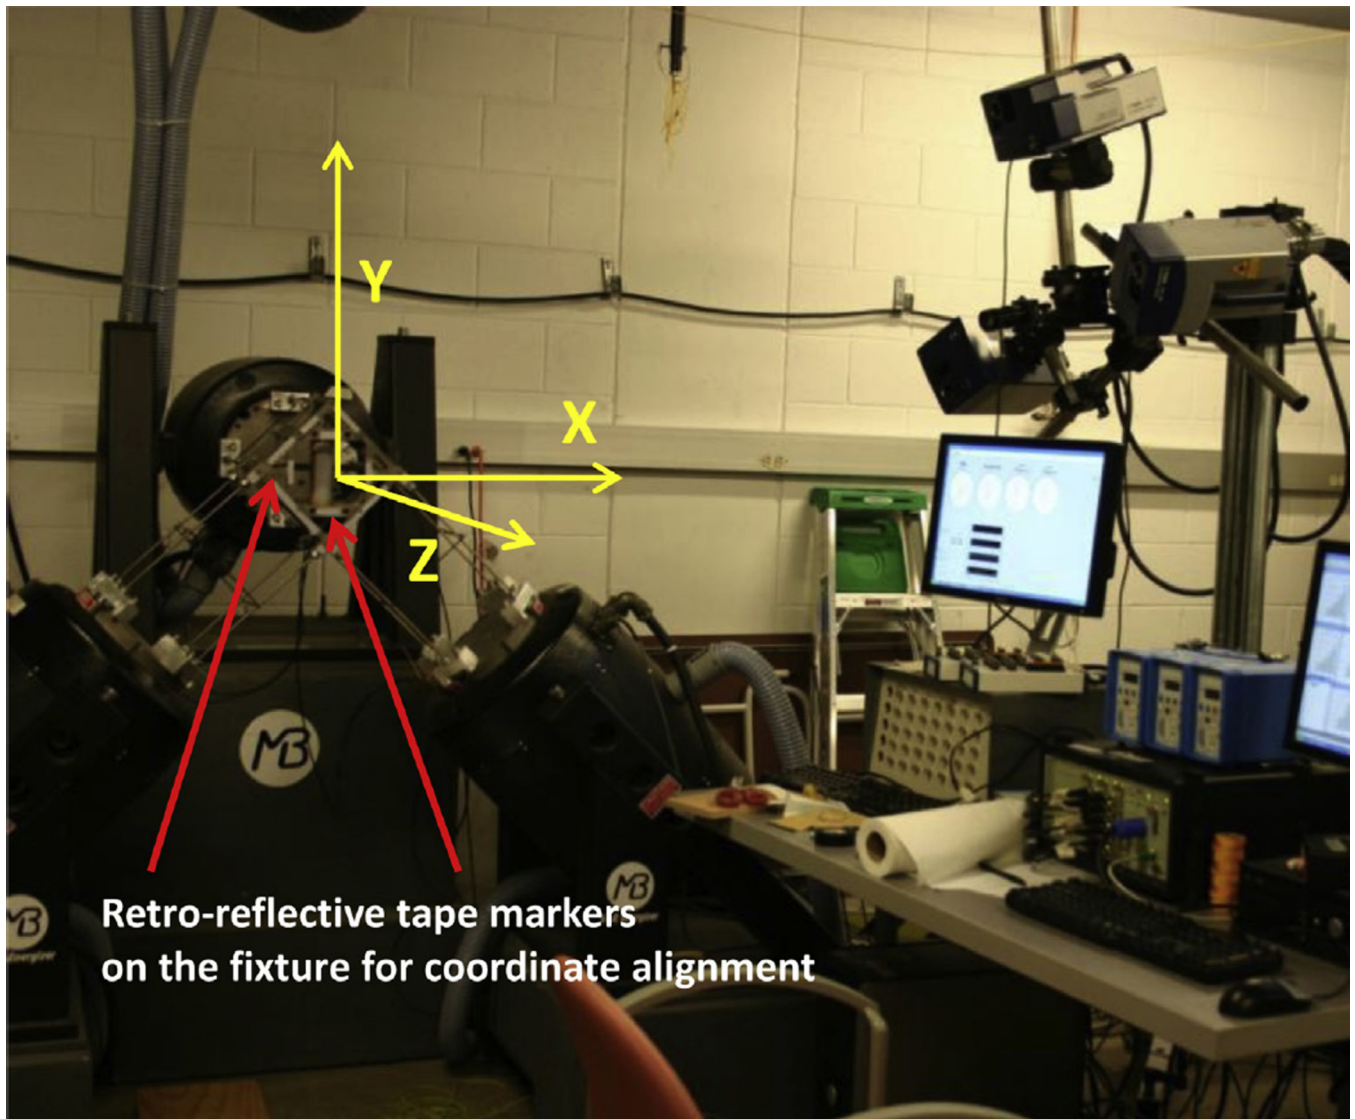 Y
X
Z
MB
MB
MB
Retro-reflective tape markers
on the fixture for coordinate alignment